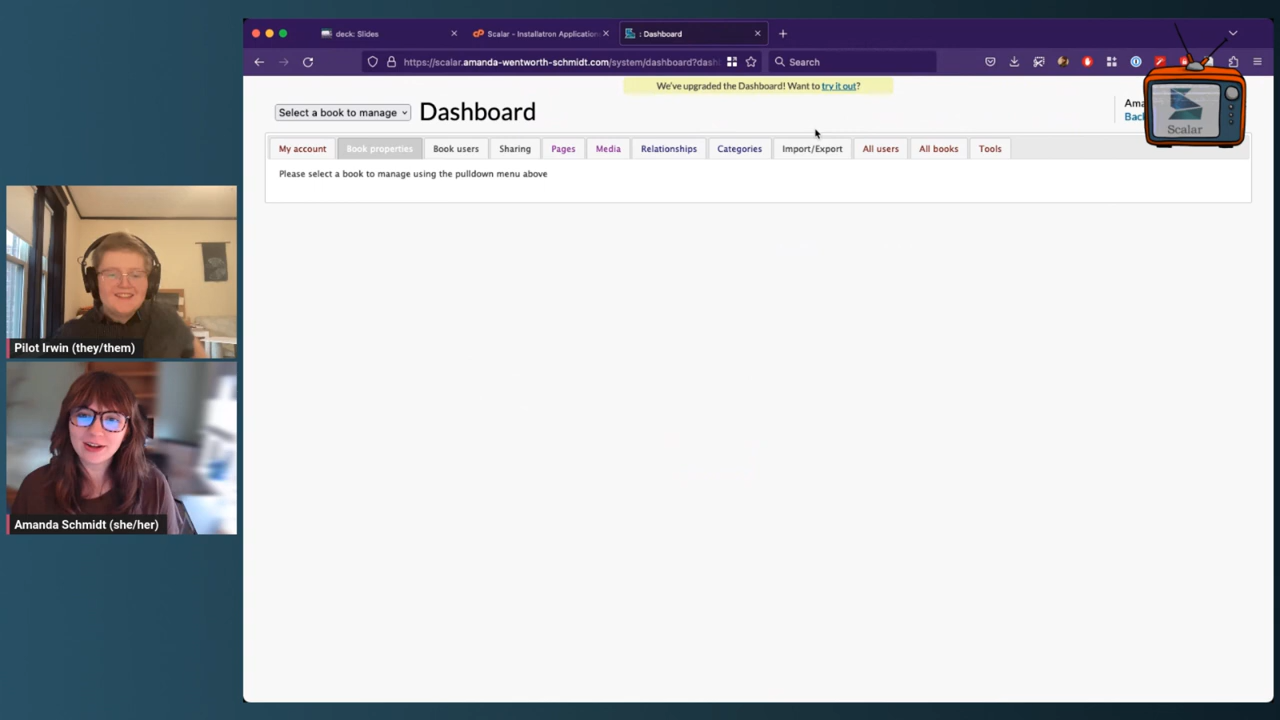 deck: Slides
Scalar - Installatron Application
: Dashboard
https://scalar.amanda-wentworth-schmidt.com/system/dashboard?dash
Search
We've upgraded the Dashboard! Want to try it out?
Select a book to manage
Dashboard
Ama
Bac
Scalar
My account
Book properties
Book users
Sharing
Pages
Media
Relationships
Categories
Import/Export
All users
All books
Tools
Please select a book to manage using the pulldown menu above
Pilot Irwin (they/them)
Amanda Schmidt (she/her)